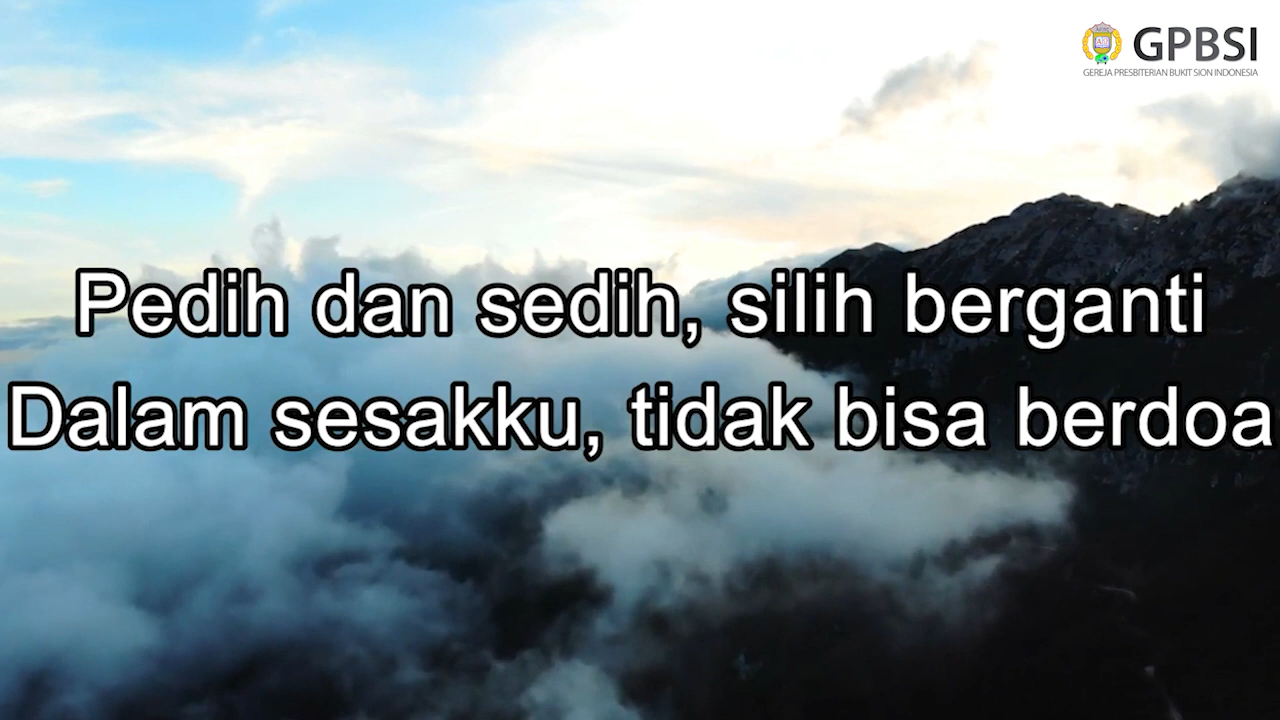 GPBSI
GEREJA PRESBITERIAN BUKIT SION INDONESIA
Pedih dan sedih, silih berganti
Dalam sesakku, tidak bisa berdoa